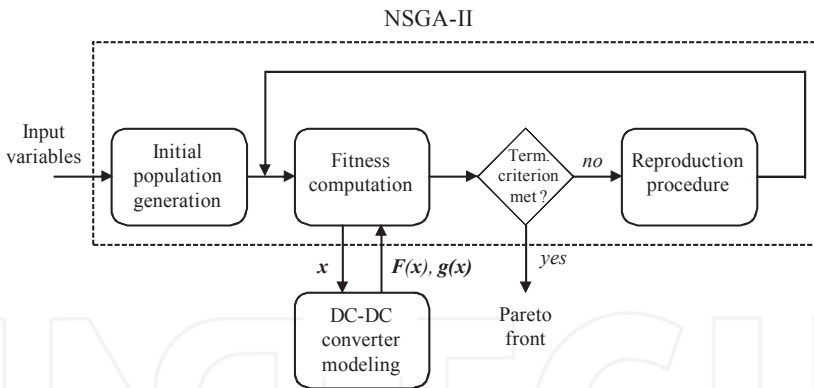 NSGA-II
Input
variables
Initial
population
generation
Fitness
computation
Term.
criterion
met ?
no
Reproduction
procedure
x
F(x), g(x)
yes
DC-DC
converter
modeling
Pareto
front